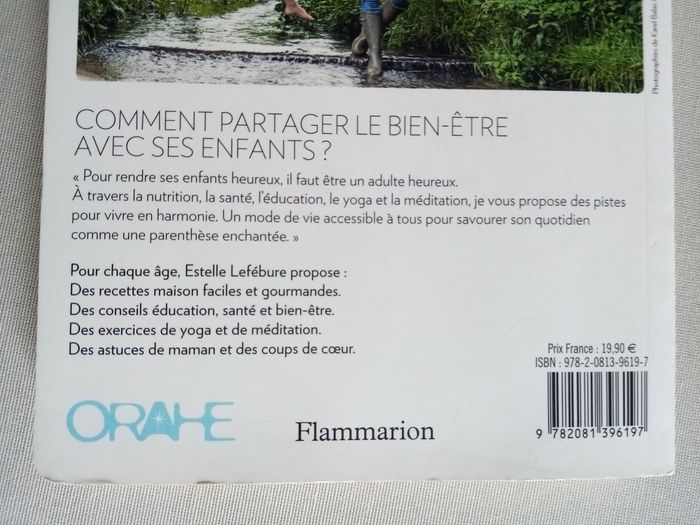 Photographies de Karel Balas
COMMENT PARTAGER LE BIEN-ÊTRE
AVEC SES ENFANTS ?
« Pour rendre ses enfants heureux, il faut être un adulte heureux.
À travers la nutrition, la santé, l'éducation, le yoga et la méditation, je vous propose des pistes
pour vivre en harmonie. Un mode de vie accessible à tous pour savourer son quotidien
comme une parenthèse enchantée. »
Pour chaque âge, Estelle Lefébure propose :
Des recettes maison faciles et gourmandes.
Des conseils éducation, santé et bien-être.
Des exercices de yoga et de méditation.
Des astuces de maman et des coups de cœur.
Prix France : 19,90 €
ISBN : 978-2-0813-9619-7
9 782081 396197
ORAHE
Flammarion